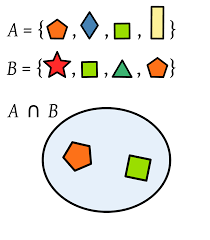 A = { , , , }
B = { , , , }
A ∩ B